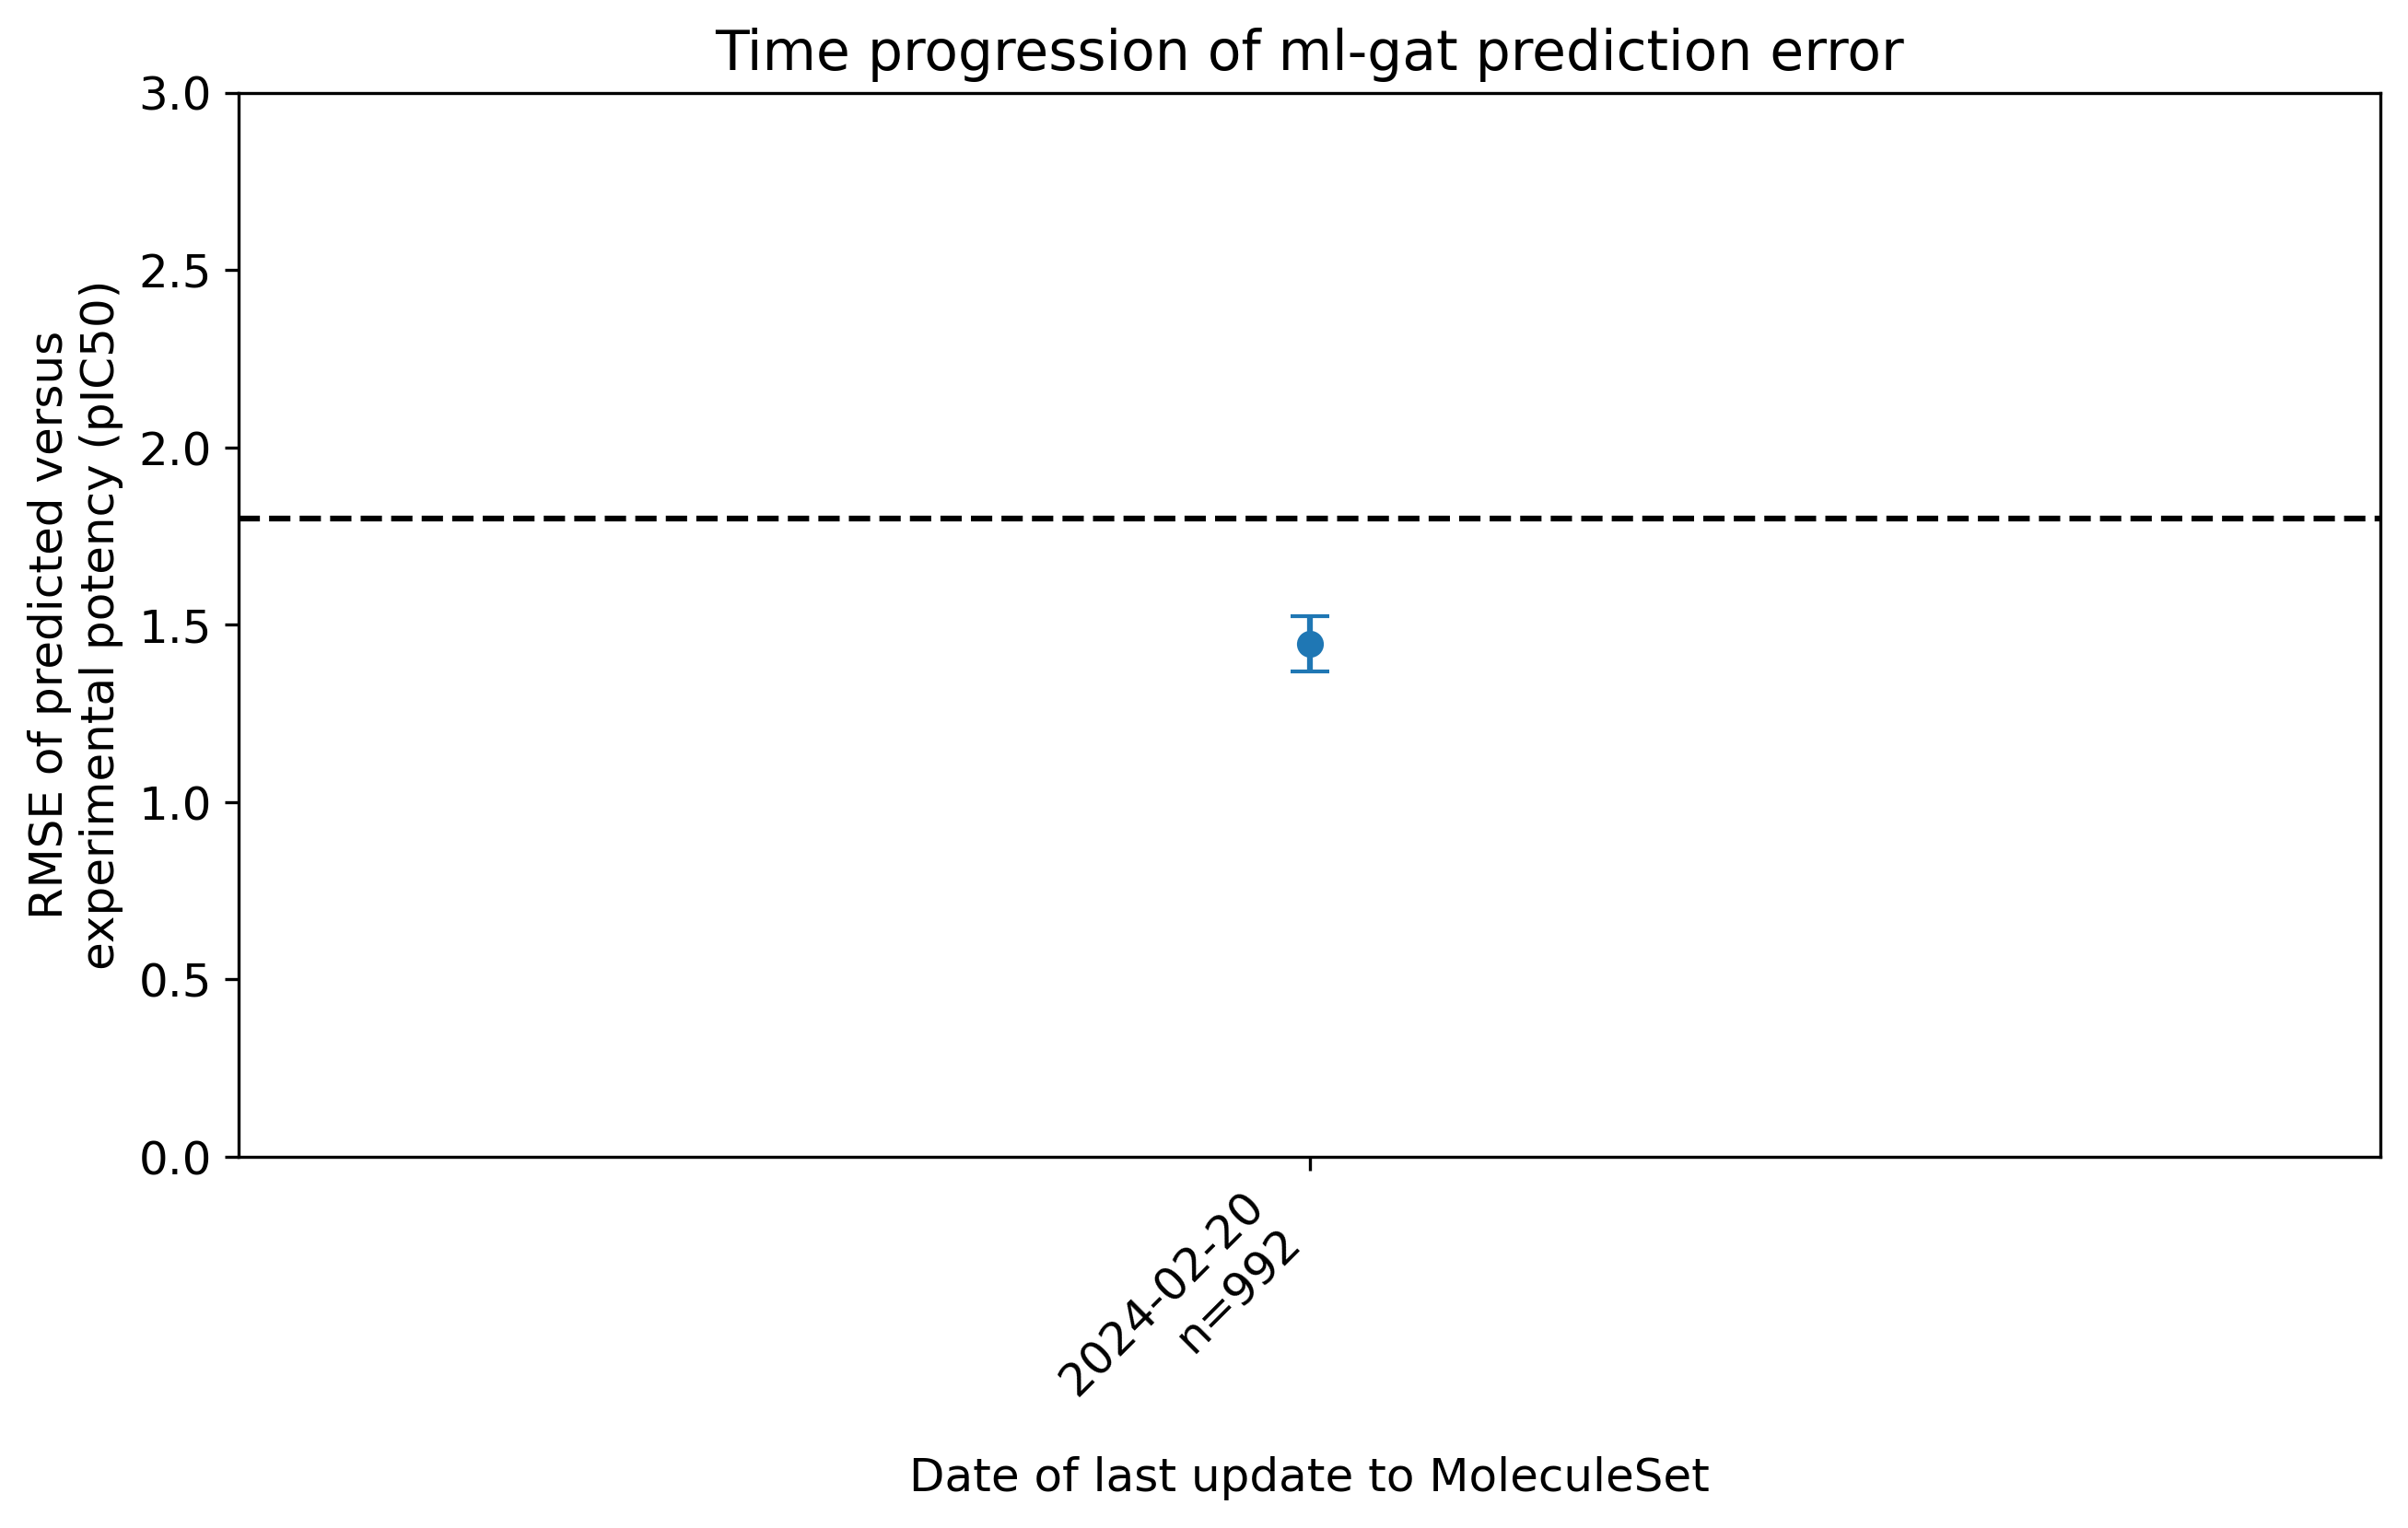 Time progression of ml-gat prediction error
3.0
2.5
2.0
1.5
1.0
0.5
0.0
RMSE of predicted versus
experimental potency (pIC50)
2024-02-20
n=992
Date of last update to MoleculeSet